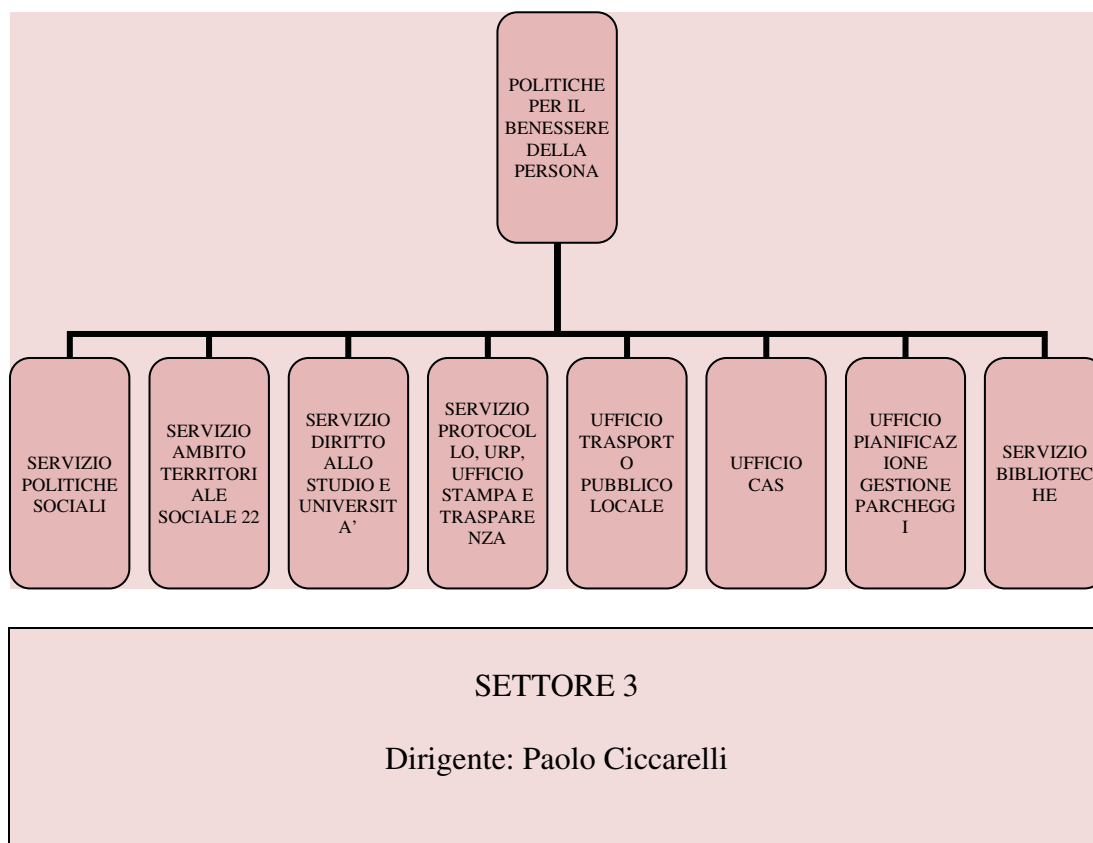 POLITICHE
PER IL
BENESSERE
DELLA
PERSONA
SERVIZIO
POLITICHE
SOCIALI
SERVIZIO
AMBITO
TERRITORI
ALE
SOCIALE 22
SERVIZIO
DIRITTO
ALLO
STUDIO E
UNIVERSIT
A’
SERVIZIO
PROTOCOL
LO, URP,
UFFICIO
STAMPA E
TRASPARE
NZA
UFFICIO
TRASPORT
O
PUBBLICO
LOCALE
UFFICIO
CAS
UFFICIO
PIANIFICAZ
IONE
GESTIONE
PARCHEGG
I
SERVIZIO
BIBLIOTEC
HE
SETTORE 3
Dirigente: Paolo Ciccarelli